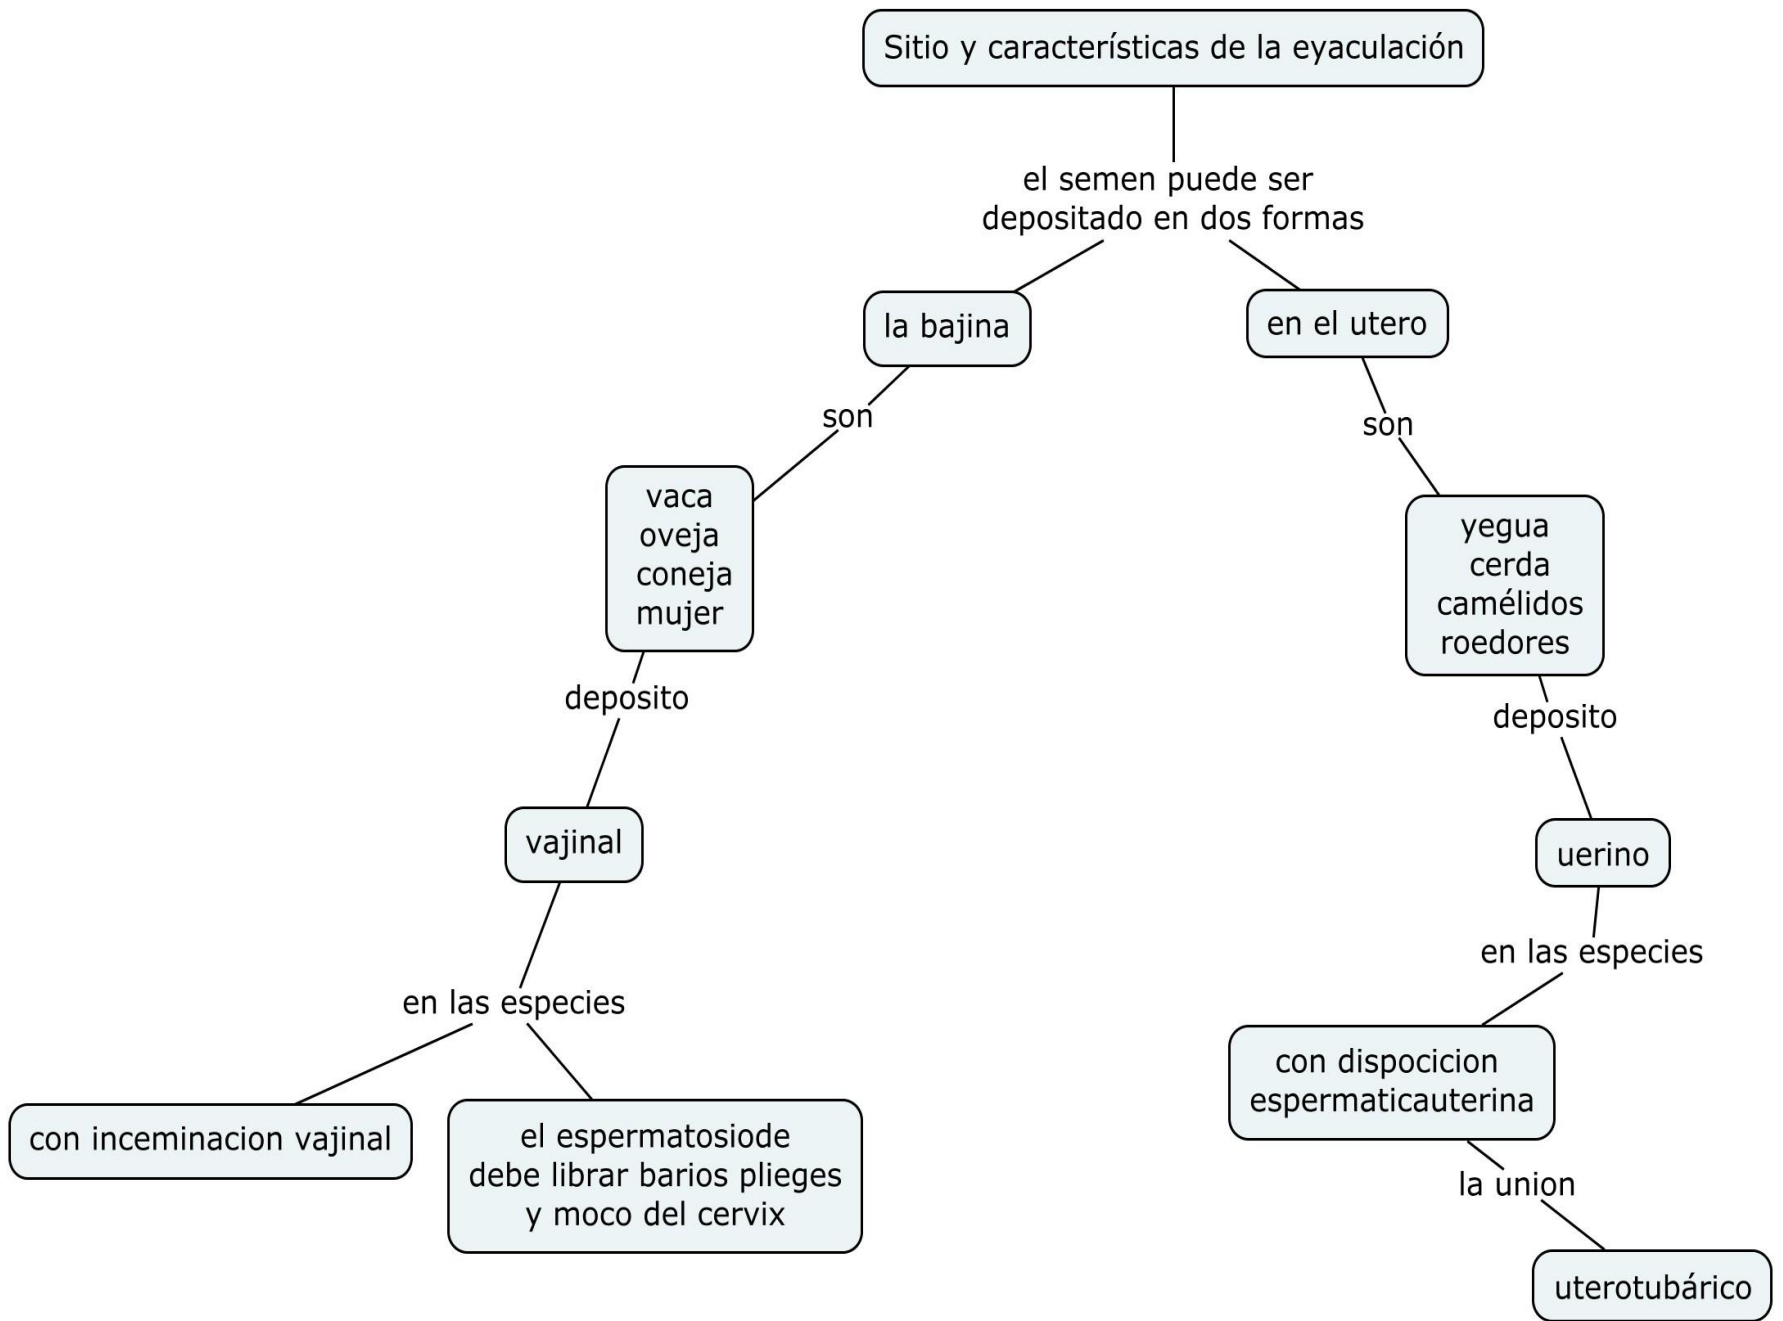 Sitio y características de la eyaculación
el semen puede ser
depositado en dos formas
la bajina
son
vaca
oveja
coneja
mujer
deposito
vajinal
en las especies
con inceminacion vajinal
el espermatosiode
debe librar barios plieges
y moco del cervix
en el utero
son
yegua
cerda
camélidos
roedores
deposito
uerino
en las especies
con dispocicion
espermaticauterina
la union
uterotubárico